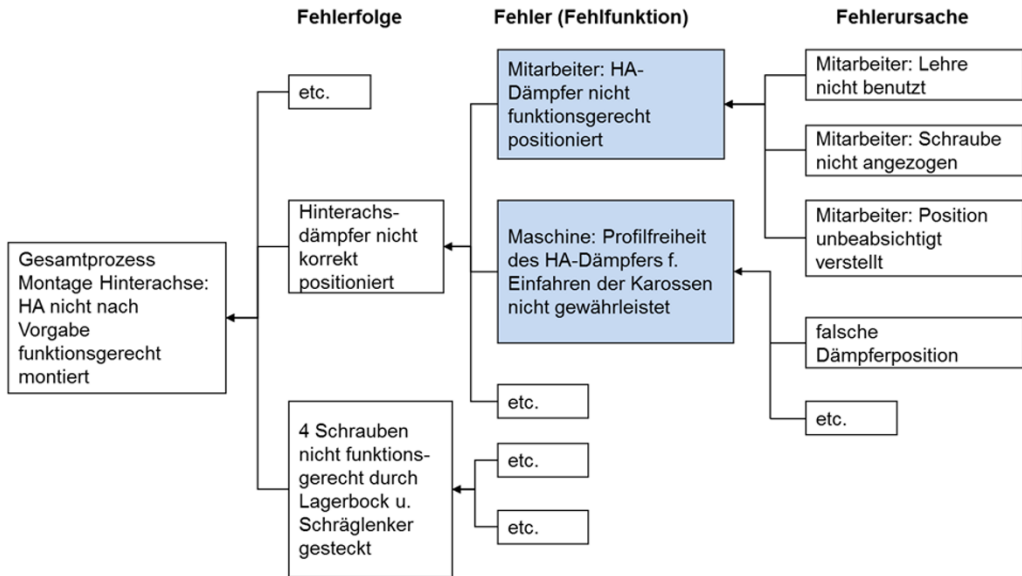 Fehlerfolge
Fehler (Fehlfunktion)
Fehlerursache
Gesamtprozess
Montage Hinterachse:
HA nicht nach
Vorgabe
funktionsgerecht
montiert
etc.
Hinterachs-
dämpfer nicht
korrekt
positioniert
4 Schrauben
nicht funktions-
gerecht durch
Lagerbock u.
Schräglenker
gesteckt
Mitarbeiter: HA-
Dämpfer nicht
funktionsgerecht
positioniert
Maschine: Profilfreiheit
des HA-Dämpfers f.
Einfahren der Karossen
nicht gewährleistet
etc.
etc.
etc.
Mitarbeiter: Lehre
nicht benutzt
Mitarbeiter: Schraube
nicht angezogen
Mitarbeiter: Position
unbeabsichtigt
verstellt
falsche
Dämpferposition
etc.